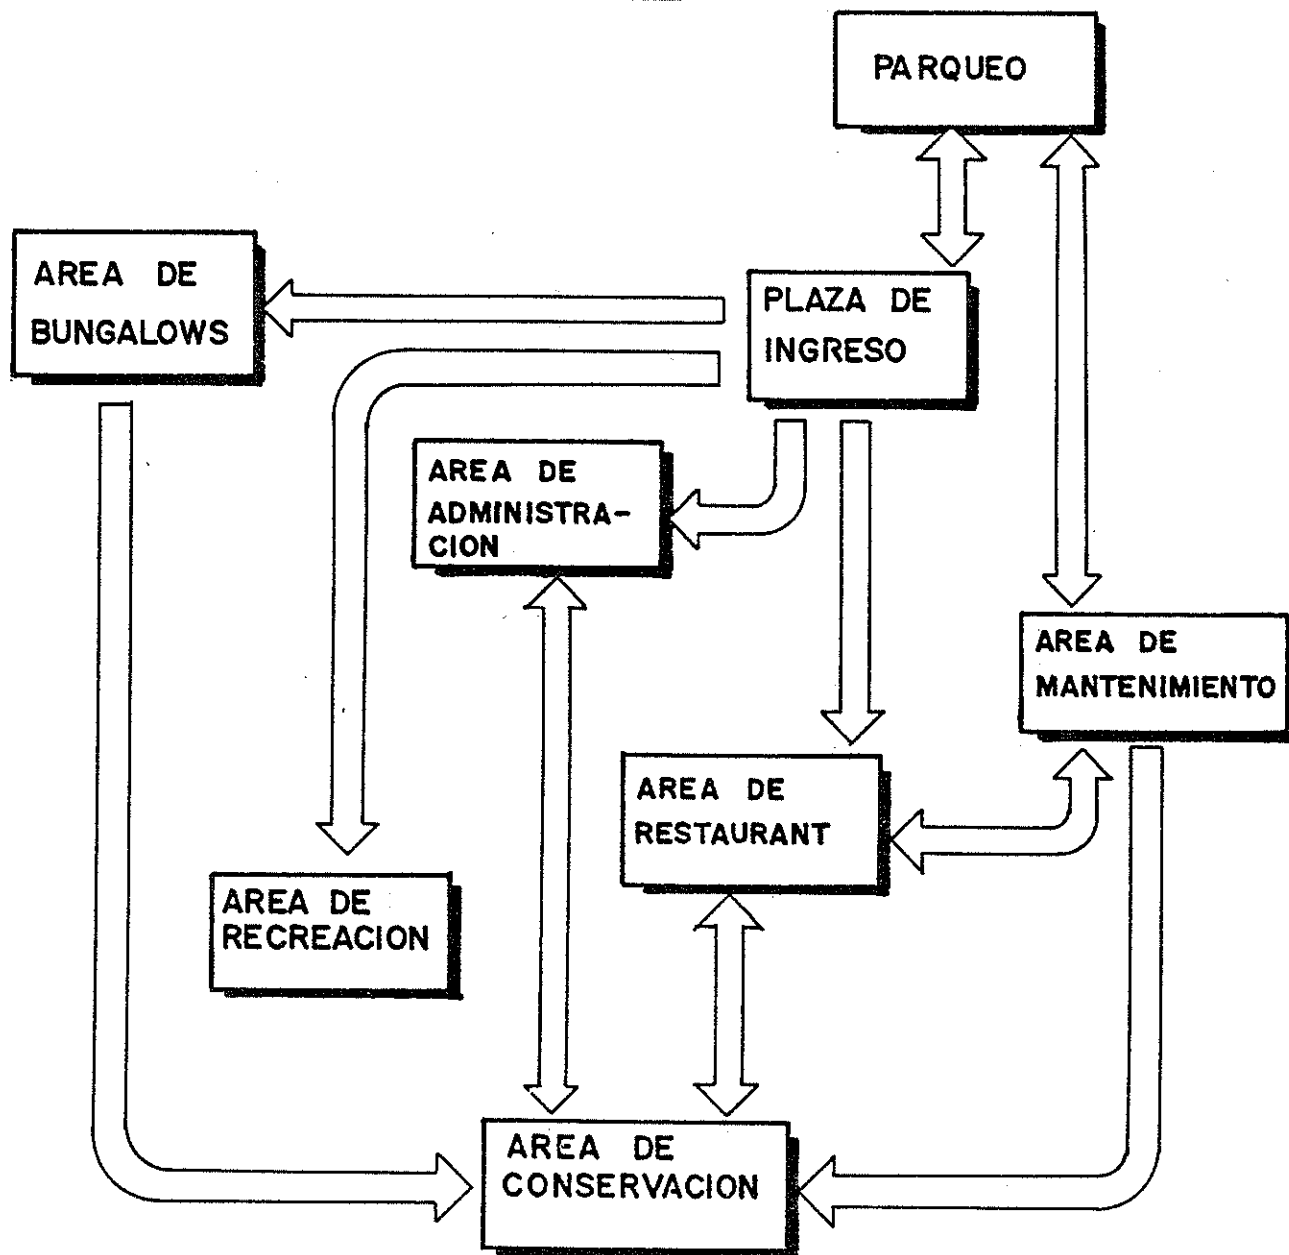 PARQUEO
AREA DE
BUNGALOWS
PLAZA DE
INGRESO
AREA DE
ADMINISTRA-
CION
AREA DE
MANTENIMIENTO
AREA DE
RESTAURANT
AREA DE
RECREACION
AREA DE
CONSERVACION